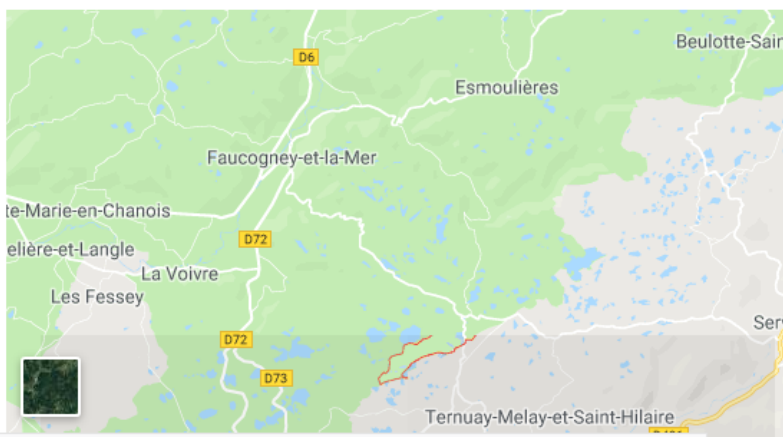 D6
Beulotte-Sain
Esmoulières
Faucogney-et-la-Mer
te-Marie-en-Chanois
D72
elière-et-Langle
La Voivre
Les Fessey
Ser
D72
D73
Ternuay-Melay-et-Saint-Hilaire